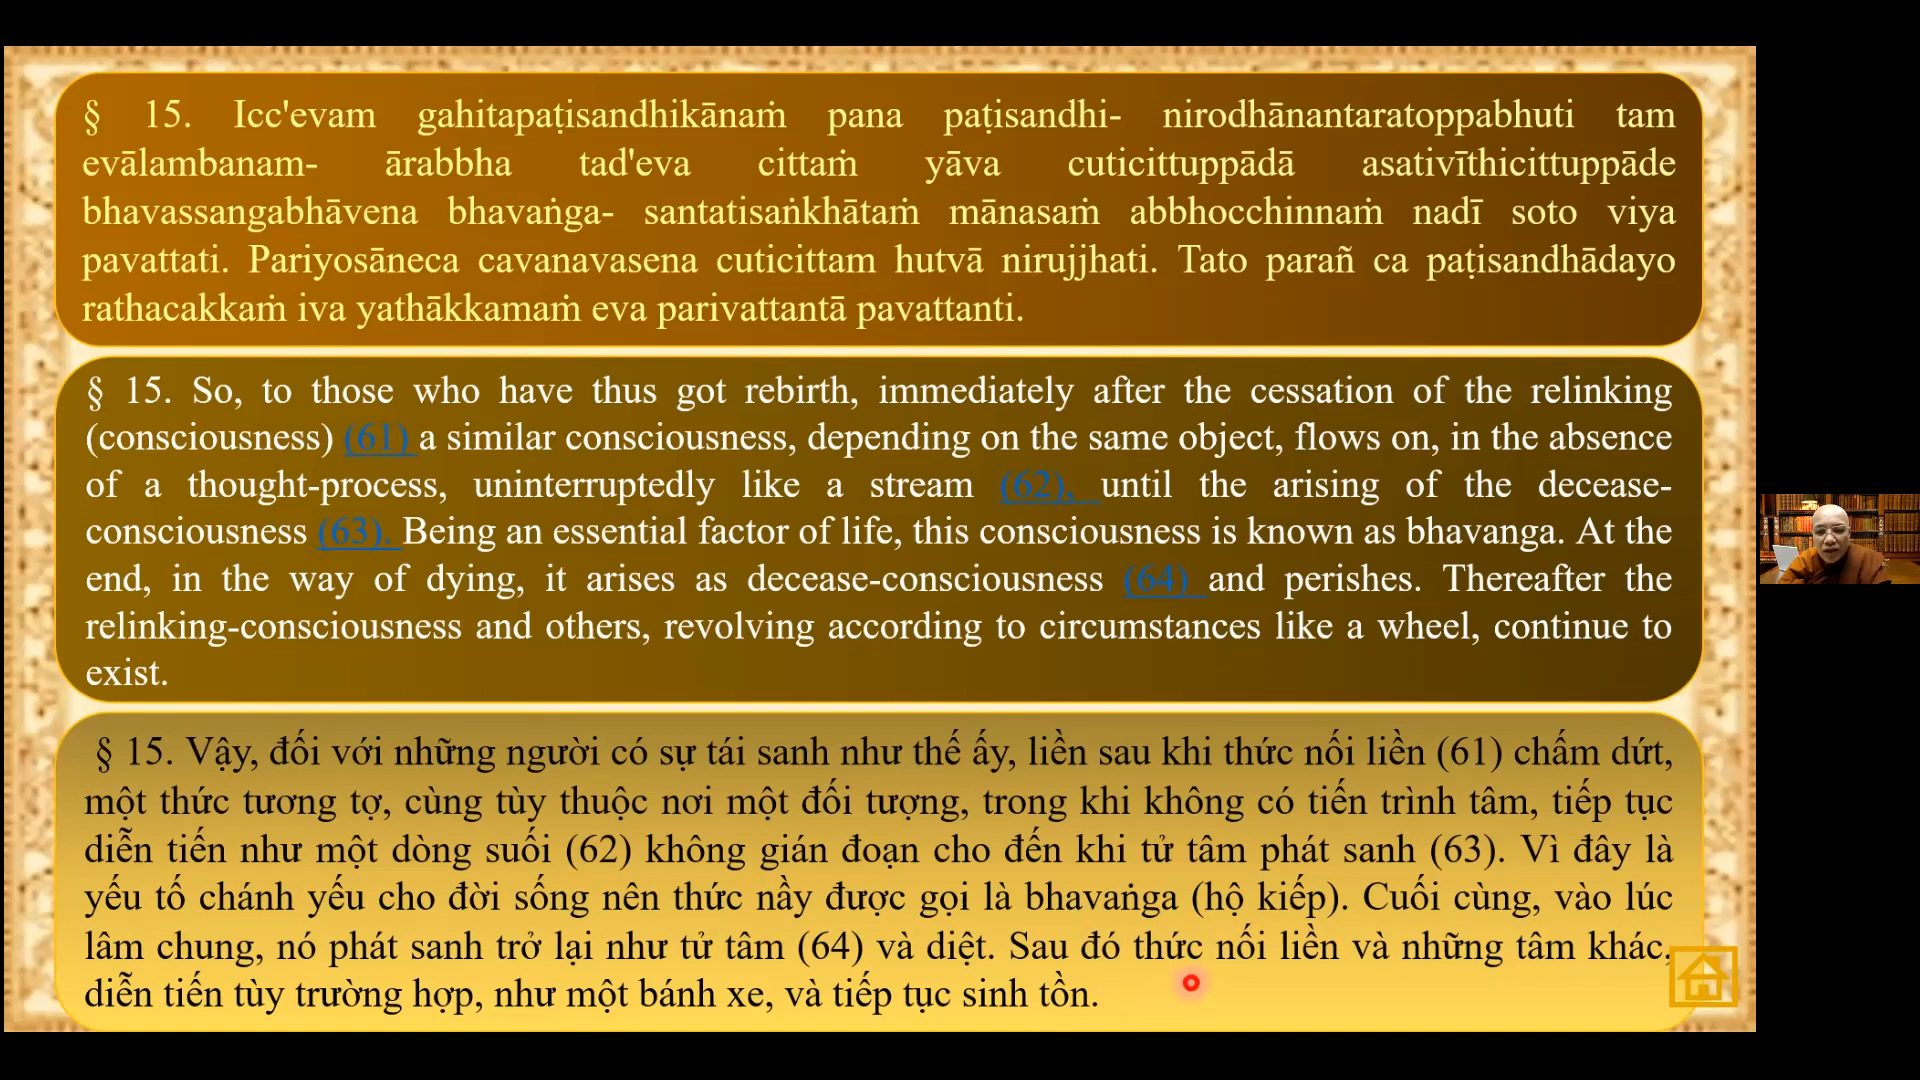 § 15. Icc'evam gahitapaṭisandhikānaṁ pana paṭisandhi- nirodhānantaratoppabhuti tam
evālambanam- ārabbha tad'eva cittaṁ yāva cuticittuppādā asativīthicittuppāde
bhavassangabhāvena bhavaṅga- santatisaṅkhātaṁ mānasaṁ abbhocchinnaṁ nadī soto viya
pavattati. Pariyosāneca cavanavasena cuticittam hutvā nirujjhati. Tato parañ ca paṭisandhādayo
rathacakkaṁ iva yathākkamaṁ eva parivattantā pavattanti.
§ 15. So, to those who have thus got rebirth, immediately after the cessation of the relinking
(consciousness) (61) a similar consciousness, depending on the same object, flows on, in the absence
of a thought-process, uninterruptedly like a stream (62), until the arising of the decease-
consciousness (63). Being an essential factor of life, this consciousness is known as bhavanga. At the
end, in the way of dying, it arises as decease-consciousness (64) and perishes. Thereafter the
relinking-consciousness and others, revolving according to circumstances like a wheel, continue to
exist.
§ 15. Vậy, đối với những người có sự tái sanh như thế ấy, liền sau khi thức nối liền (61) chấm dứt,
một thức tương tợ, cùng tùy thuộc nơi một đối tượng, trong khi không có tiến trình tâm, tiếp tục
diễn tiến như một dòng suối (62) không gián đoạn cho đến khi tử tâm phát sanh (63). Vì đây là
yếu tố chánh yếu cho đời sống nên thức nầy được gọi là bhavaṅga (hộ kiếp). Cuối cùng, vào lúc
lâm chung, nó phát sanh trở lại như tử tâm (64) và diệt. Sau đó thức nối liền và những tâm khác,
diễn tiến tùy trường hợp, như một bánh xe, và tiếp tục sinh tồn.